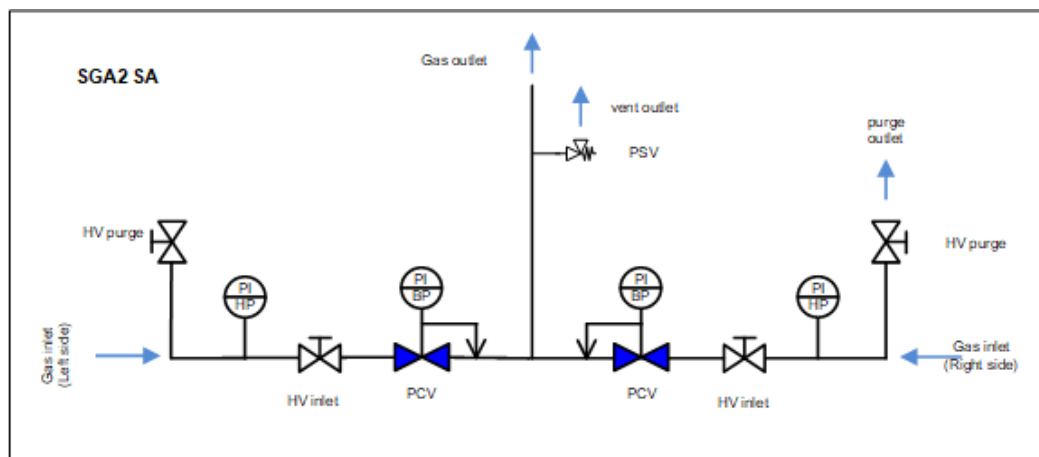 Gas outlet
SGA2 SA
vent outlet
PSV
purge
outlet
HV purge
HV purge
PI
HP
PI
BP
PI
BP
PI
HP
Gas inlet
(Left side)
Gas inlet
(Right side)
HV inlet
PCV
PCV
HV inlet